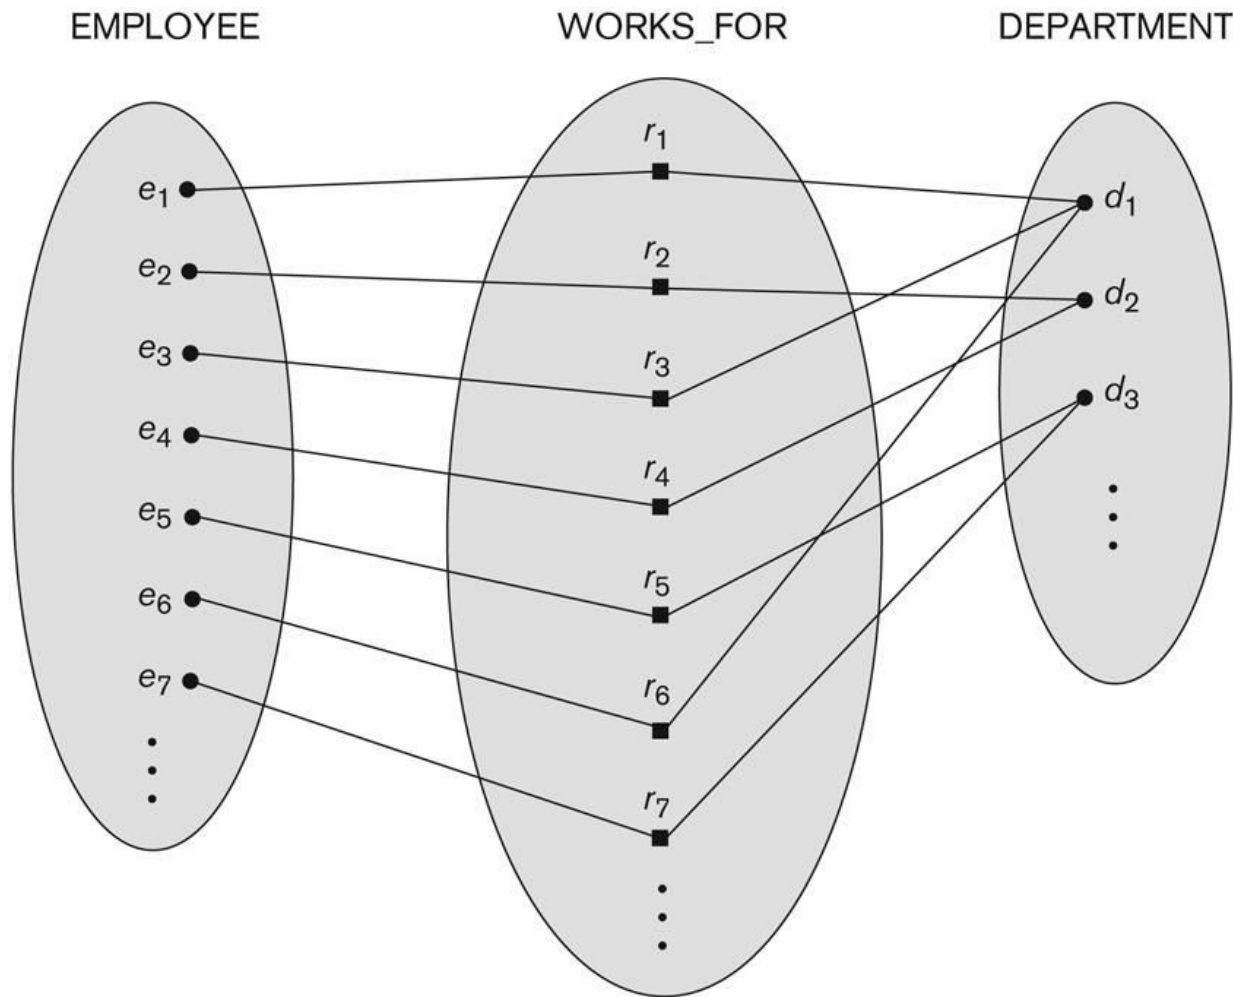 EMPLOYEE WORKS_FOR DEPARTMENT
r1
e1 d1
r2
e2 d2
e3 r3 d3
e4 r4
e5 r5
e6 r6
e7 r7